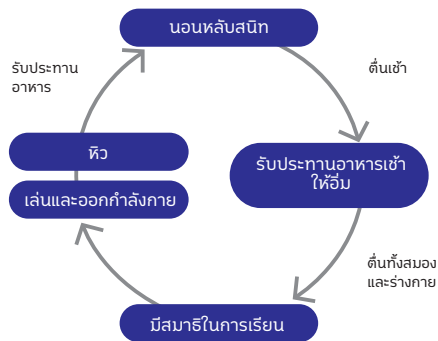 นอนหลับสนิท
ตื่นเช้า
รับประทานอาหารเช้า
ให้อิ่ม
ตื่นทั้งสมอง
และร่างกาย
มีสมาธิในการเรียน
เล่นและออกกำลังกาย
หิว
รับประทาน
อาหาร